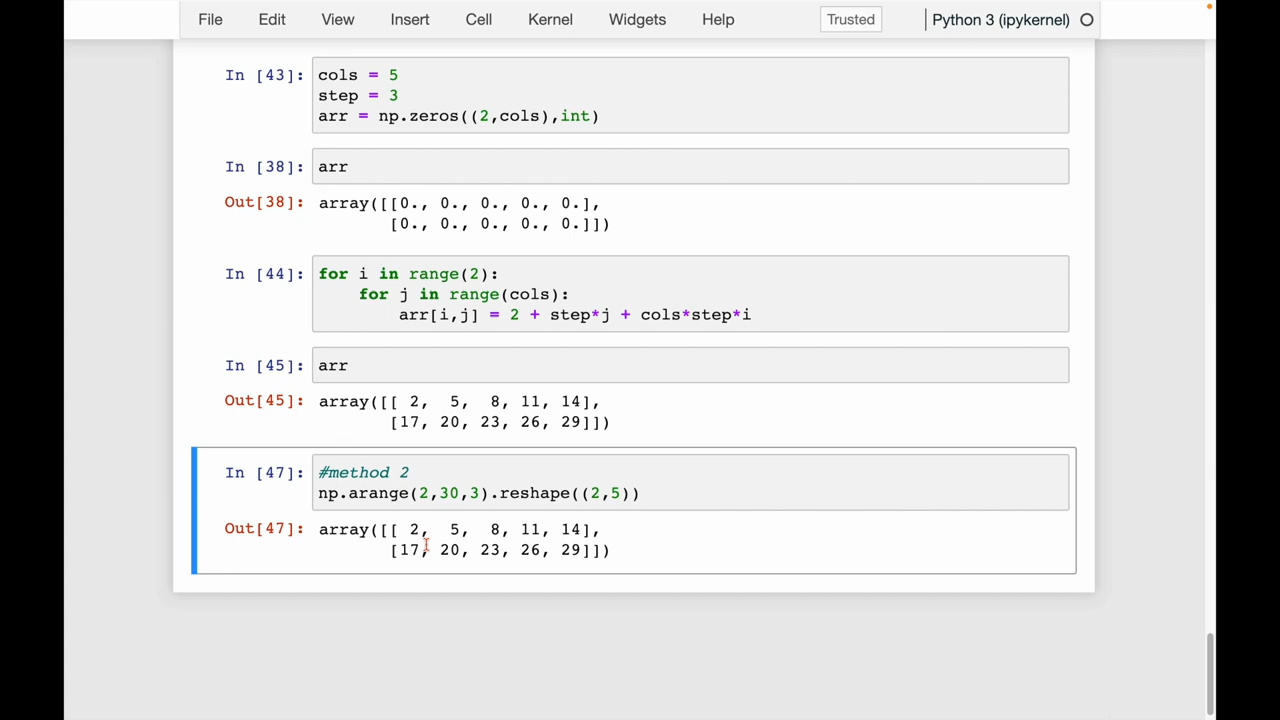 File Edit View Insert Cell Kernel Widgets Help Trusted Python 3 (ipykernel)
In [43]: cols = 5
step = 3
arr = np.zeros((2,cols),int)
In [38]: arr
Out[38]: array([[0., 0., 0., 0., 0.],
[0., 0., 0., 0., 0.]])
In [44]: for i in range(2):
for j in range(cols):
arr[i,j] = 2 + step*j + cols*step*i
In [45]: arr
Out[45]: array([[ 2, 5, 8, 11, 14],
[17, 20, 23, 26, 29]])
In [47]: #method 2
np.arange(2,30,3).reshape((2,5))
Out[47]: array([[ 2, 5, 8, 11, 14],
[17, 20, 23, 26, 29]])